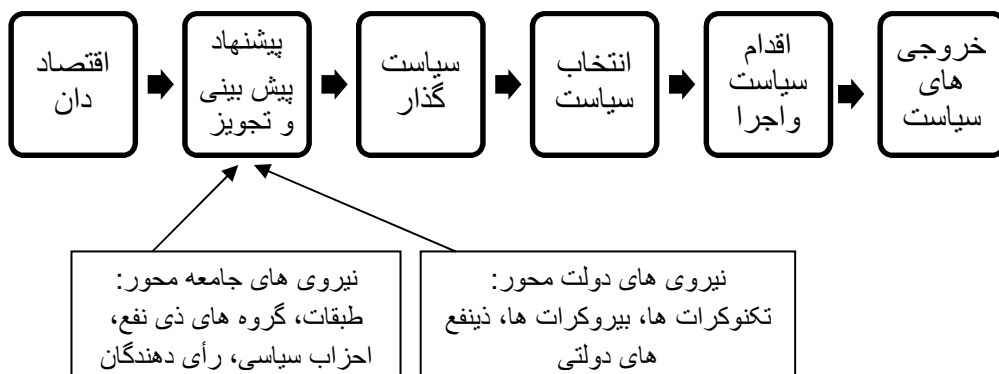 اقتصاد
دان
پیشنهاد
پیش بینی
و تجویز
سیاست
گذار
انتخاب
سیاست
اقدام
سیاست
واجرا
خروجی
های
سیاست
نیروی های جامعه محور:
طبقات، گروه های ذی نفع،
احزاب سیاسی، رأی دهندگان
نیروی های دولت محور:
تکنوکرات ها، بیروکرات ها، ذینفع
های دولتی